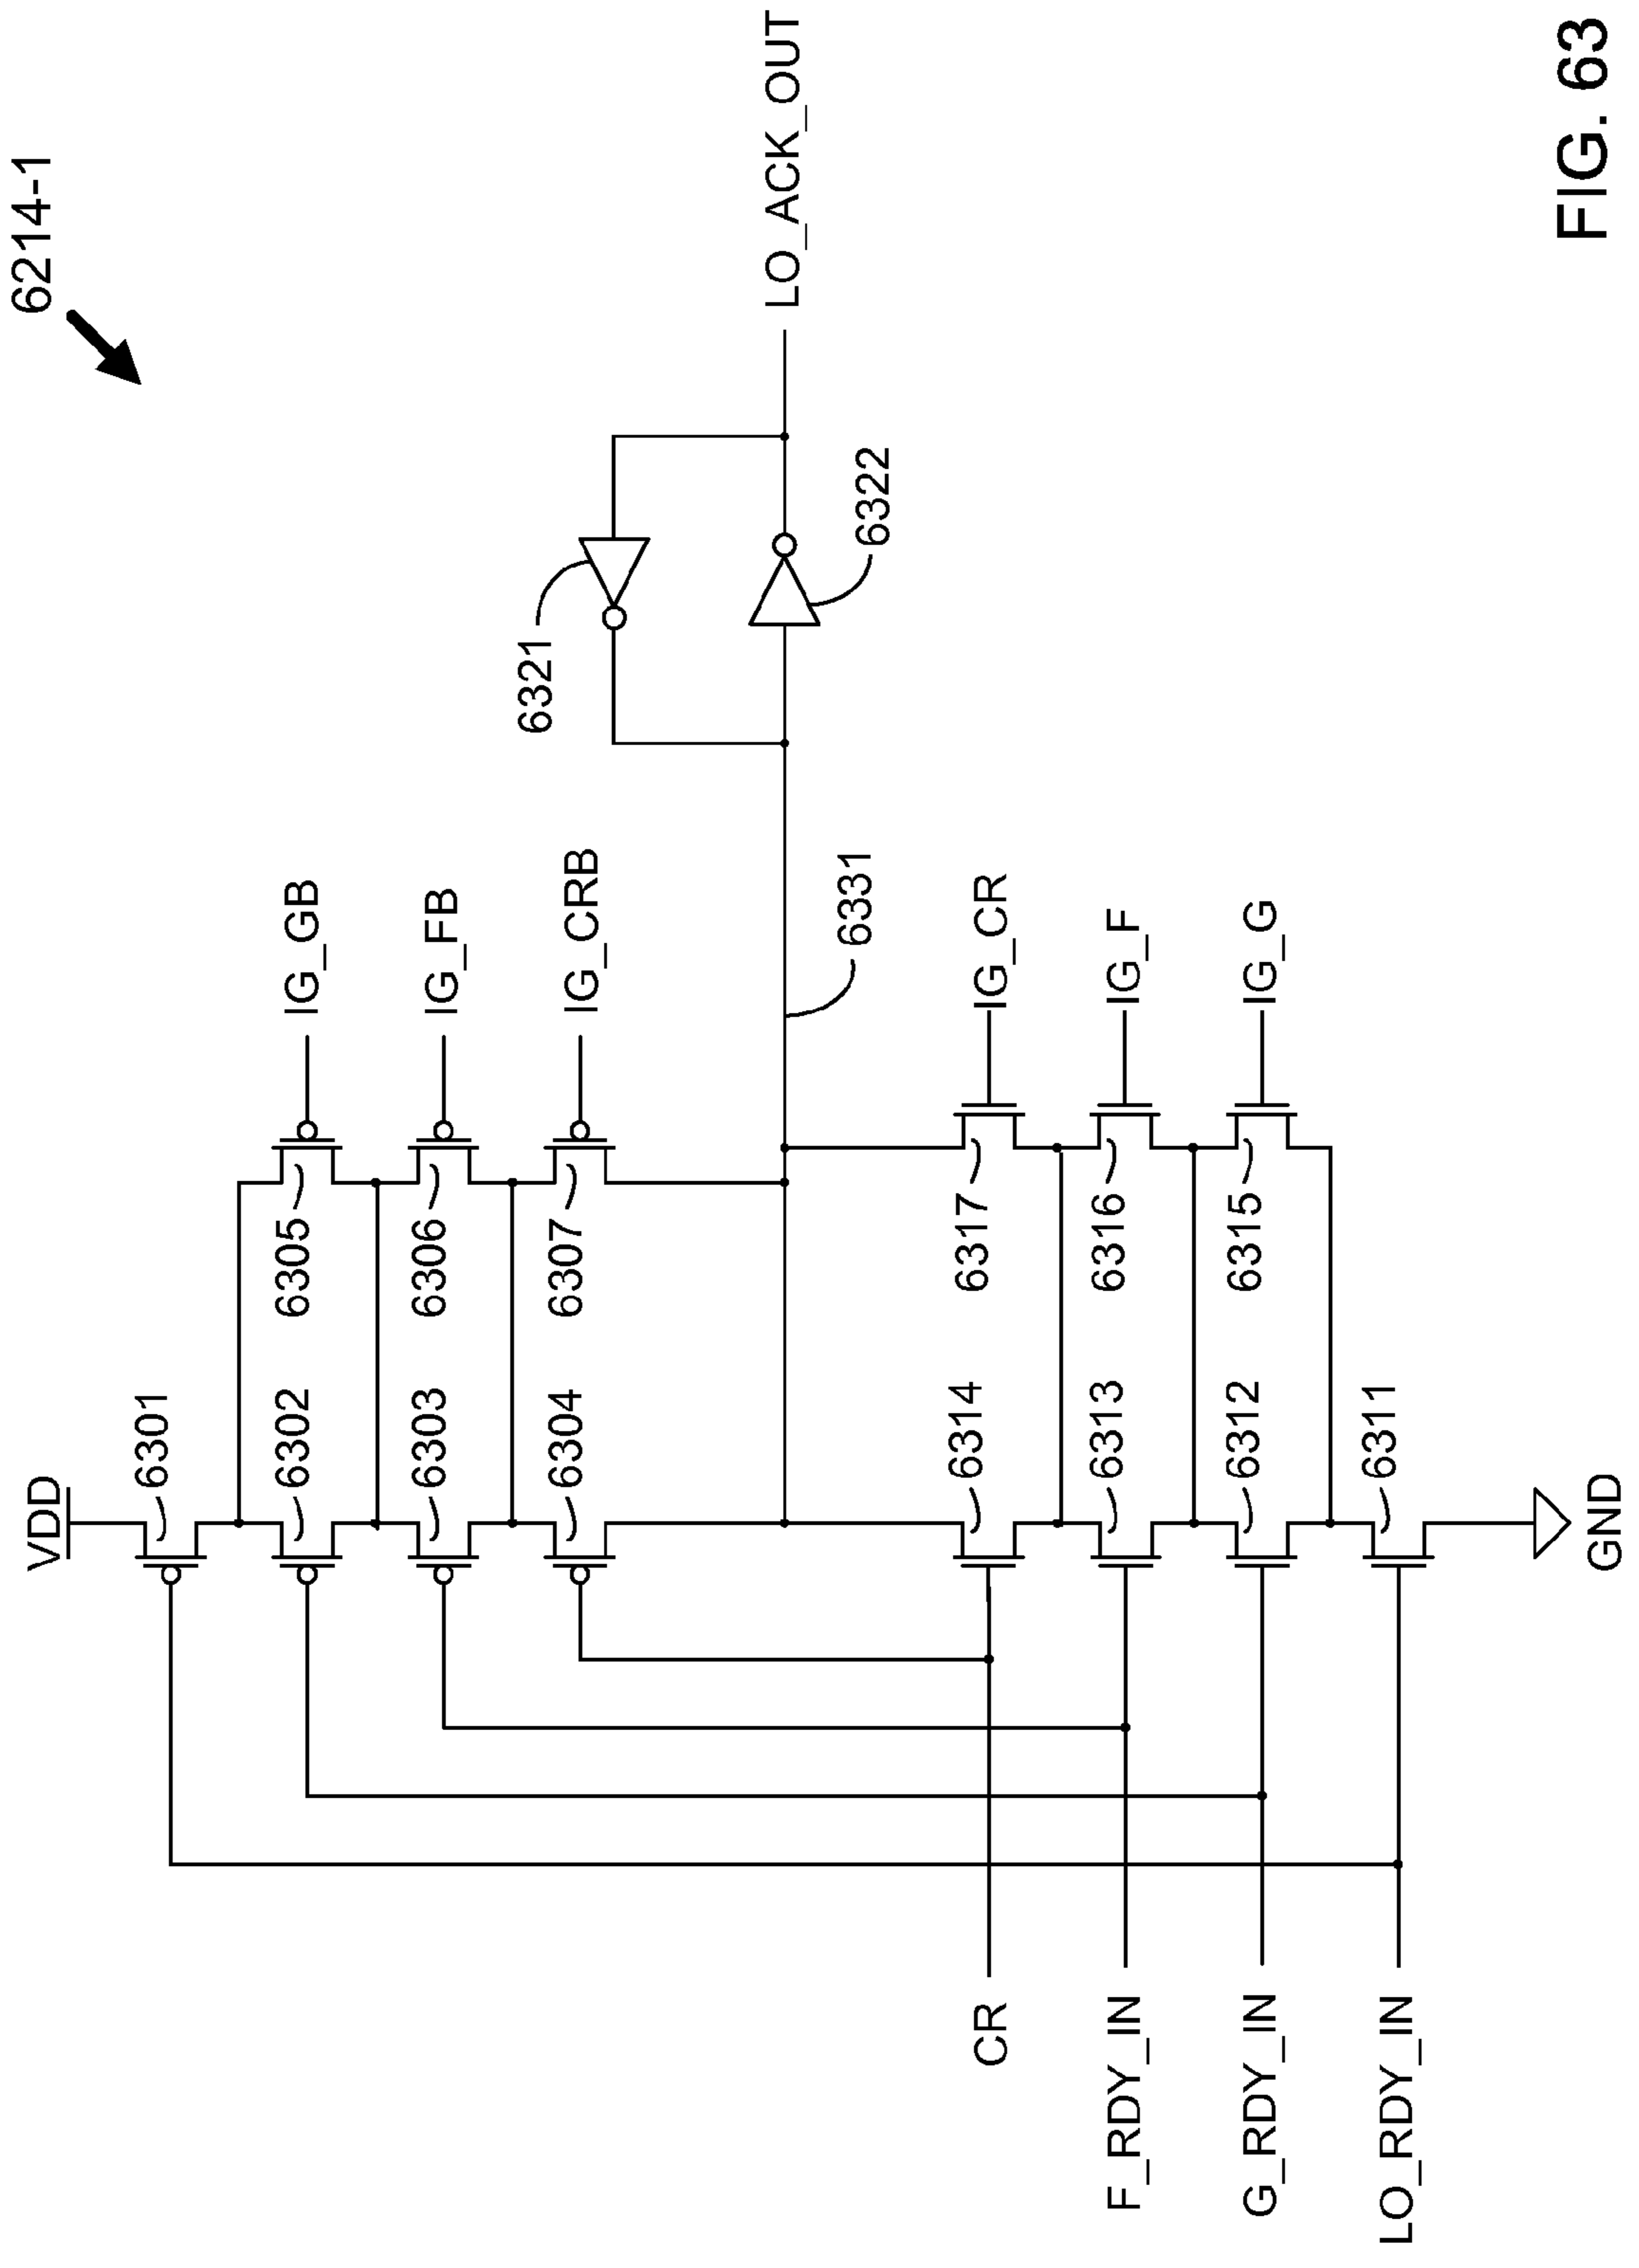 6214-1
VDD
6301
6302
6305
IG_GB
6303
6306
IG_FB
6304
6307
IG_CRB
6321
LO_ACK_OUT
6331
6322
CR
6314
6317
IG_CR
F_RDY_IN
6313
6316
IG_F
G_RDY_IN
6312
6315
IG_G
LO_RDY_IN
6311
GND
FIG. 63